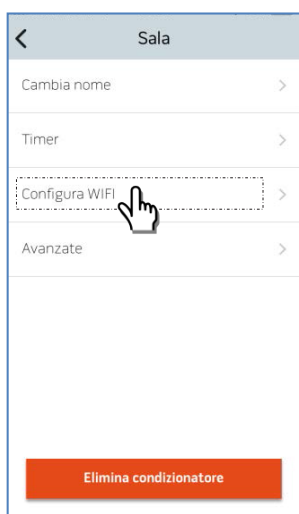 Sala
Cambia nome
Timer
Configura WIFI
Avanzate
Elimina condizionatore